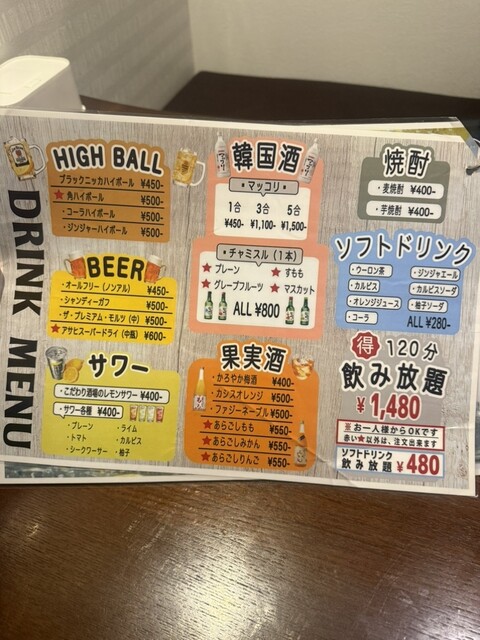 DRINK MENU
HIGH BALL
ブラックニッカハイボール ¥450-
★角ハイボール ¥500-
・コーラハイボール ¥500-
・ジンジャーハイボール ¥500-
BEER
・オールフリー(ノンアル) ¥450-
・シャンディーガフ ¥500-
・ザ・プレミアム・モルツ(中) ¥500-
★アサヒスーパードライ(中瓶) ¥600-
サワー
・こだわり酒場のレモンサワー ¥400-
・サワー各種 ¥400-
・プレーン ・ライム
・トマト ・カルピス
・シークワーサー ・柚子
韓国酒
・マッコリ・
1合 3合 5合
¥450- ¥1,100- ¥1,500-
・チャミスル(1本)
★プレーン ★すもも
★グレープフルーツ ★マスカット
ALL ¥800
果実酒
・かろやか梅酒 ¥400-
・カシスオレンジ ¥500-
・ファジーネーブル ¥500-
★あらごしもも ¥550-
★あらごしみかん ¥550-
★あらごしりんご ¥550-
焼酎
・麦焼酎 ¥400-
・芋焼酎 ¥400-
ソフトドリンク
・ウーロン茶 ・ジンジャエール
・カルピス ・カルピスソーダ
・オレンジジュース ・柚子ソーダ
・コーラ ALL ¥280-
得 120分
飲み放題
¥1,480
※お一人様からOKです
赤い★以外は、注文出来ます
ソフトドリンク
飲み放題 ¥480